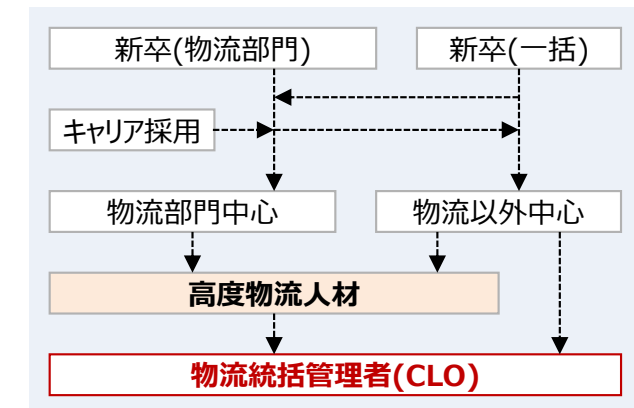 新卒(物流部門)
新卒(一括)
キャリア採用
物流部門中心
物流以外中心
高度物流人材
物流統括管理者(CLO)